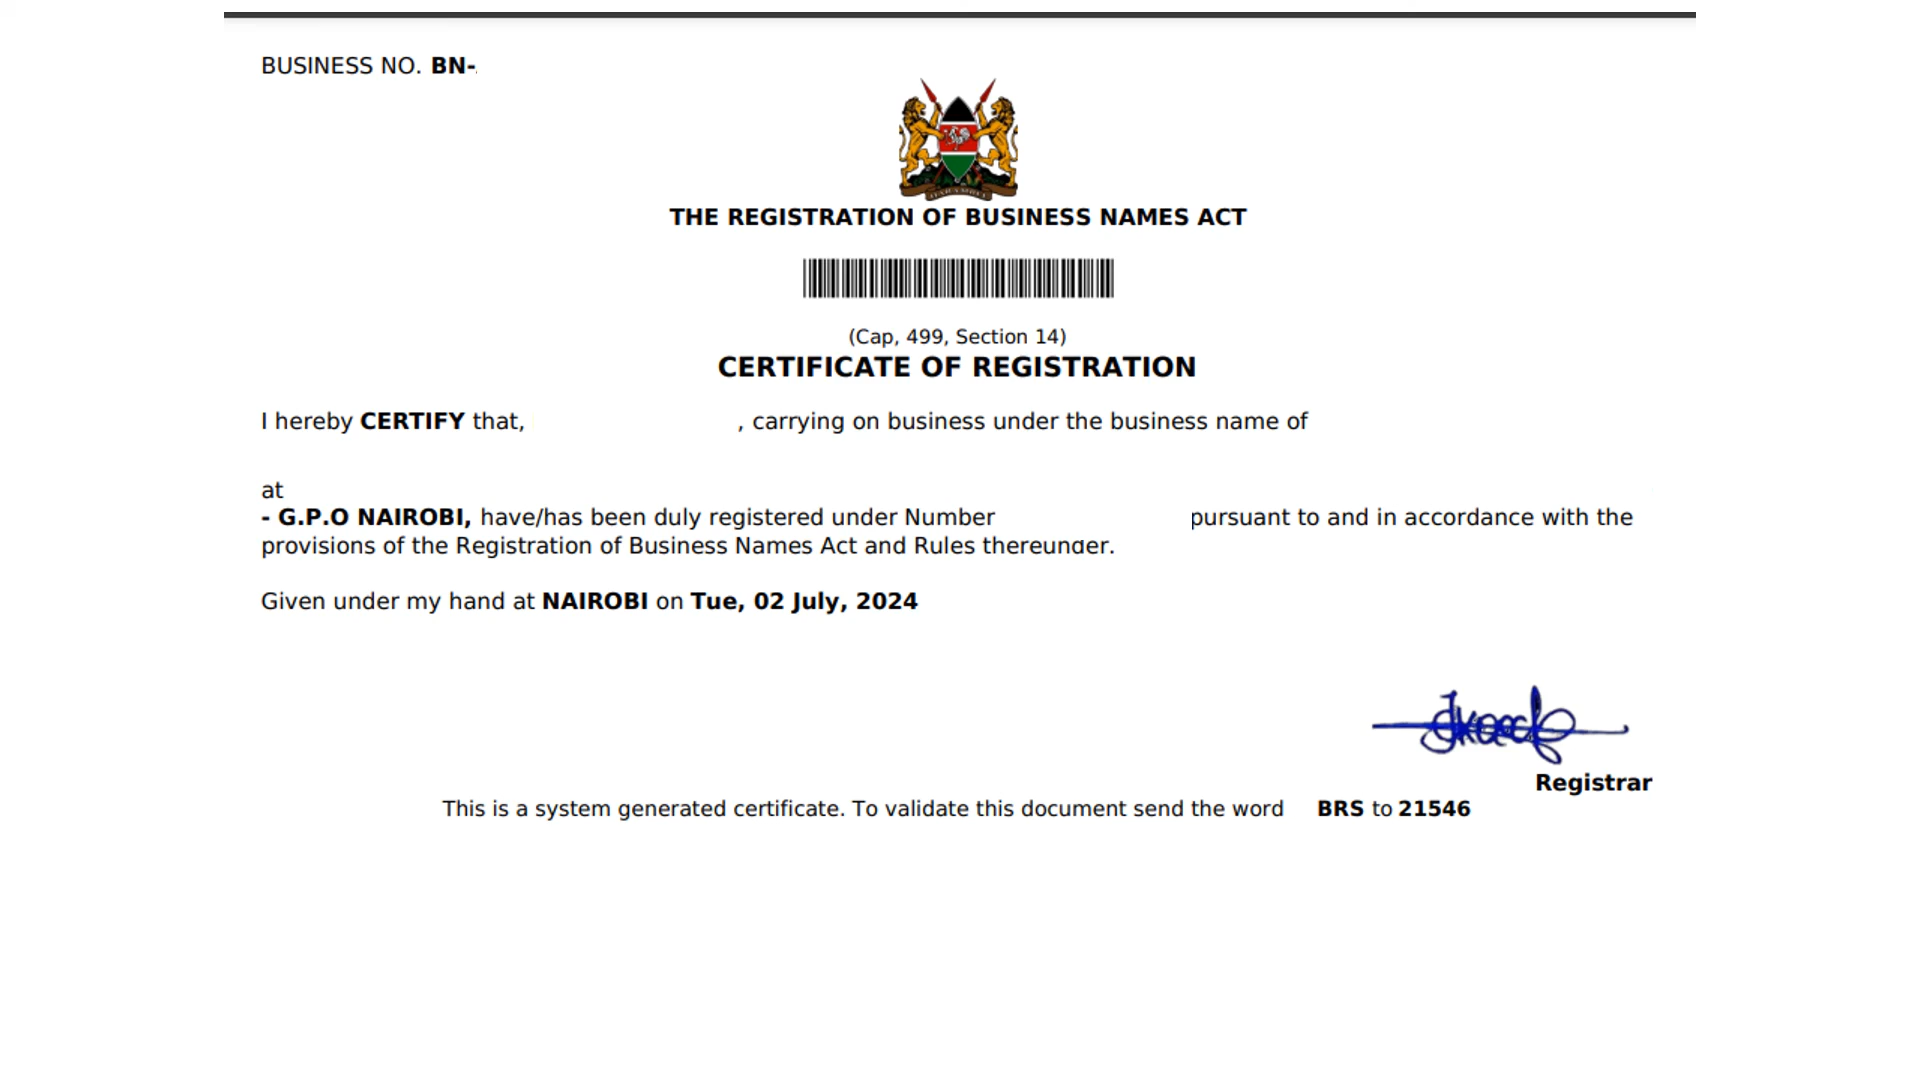 BUSINESS NO. BN-
THE REGISTRATION OF BUSINESS NAMES ACT
(Cap, 499, Section 14)
CERTIFICATE OF REGISTRATION
I hereby CERTIFY that, , carrying on business under the business name of
at
- G.P.O NAIROBI, have/has been duly registered under Number pursuant to and in accordance with the
provisions of the Registration of Business Names Act and Rules thereunder.
Given under my hand at NAIROBI on Tue, 02 July, 2024
Registrar
This is a system generated certificate. To validate this document send the word BRS to 21546